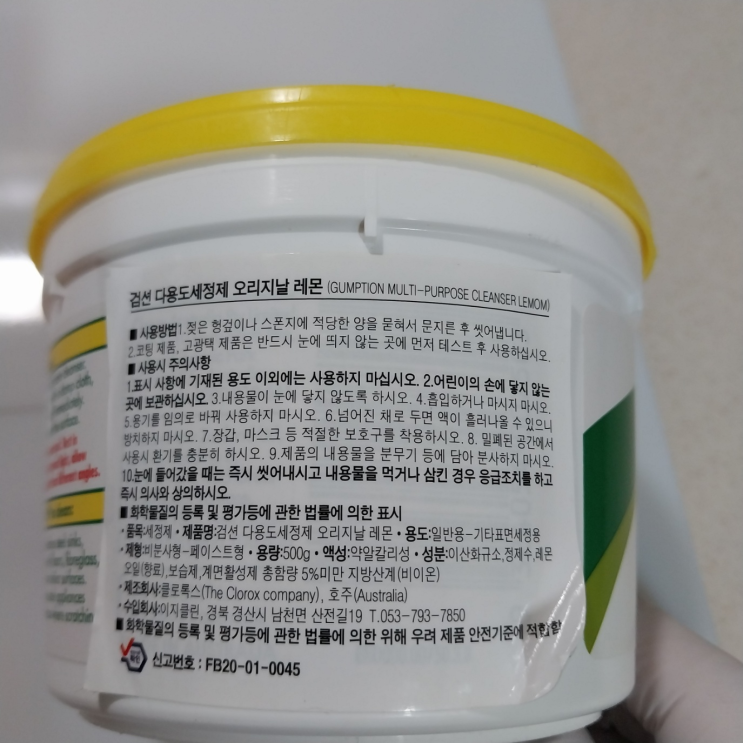 검션 다용도세정제 오리지날 레몬 (GUMPTION MULTI-PURPOSE CLEANSER LEMOM)
■ 사용방법1.젖은 헝겊이나 스폰지에 적당한 양을 묻혀서 문지른 후 씻어냅니다.
2.코팅 제품, 고광택 제품은 반드시 눈에 띄지 않는 곳에 먼저 테스트 후 사용하십시오.
■ 사용시 주의사항
1.표시 사항에 기재된 용도 이외에는 사용하지 마십시오. 2.어린이의 손에 닿지 않는
곳에 보관하십시오. 3.내용물이 눈에 닿지 않도록 하시오. 4.흡입하거나 마시지 마시오.
5.용기를 임의로 바꿔 사용하지 마시오. 6.넘어진 채로 두면 액이 흘러나올 수 있으니
방치하지 마시오. 7.장갑, 마스크 등 적절한 보호구를 착용하시오. 8. 밀폐된 공간에서
사용시 환기를 충분히 하시오. 9.제품의 내용물을 분무기 등에 담아 분사하지 마시오.
10.눈에 들어갔을 때는 즉시 씻어내시고 내용물을 먹거나 삼킨 경우 응급조치를 하고
즉시 의사와 상의하시오.
■ 화학물질의 등록 및 평가등에 관한 법률에 의한 표시
•품목:세정제 • 제품명:검션 다용도세정제 오리지날 레몬 • 용도:일반용-기타표면세정용
•제형:비분사형-페이스트형 • 용량:500g • 액성:약알칼리성 • 성분:이산화규소,정제수,레몬
오일(향료),보습제,계면활성제 총함량 5%미만 지방산계(비이온)
•제조회사:클로록스(The Clorox company), 호주(Australia)
•수입회사:이지클린, 경북 경산시 남천면 산전길19 T.053-793-7850
■ 화학물질의 등록 및 평가등에 관한 법률에 의한 위해 우려 제품 안전기준에 적합함
신고번호 : FB20-01-0045